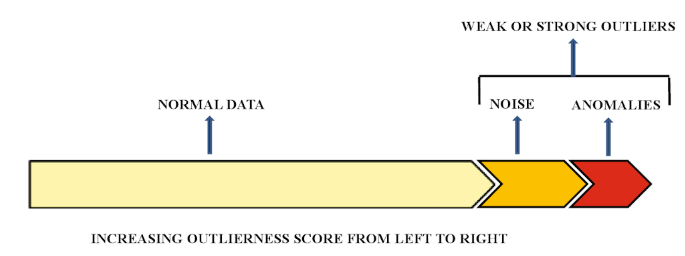 WEAK OR STRONG OUTLIERS
NORMAL DATA
NOISE
ANOMALIES
INCREASING OUTLIERNESS SCORE FROM LEFT TO RIGHT